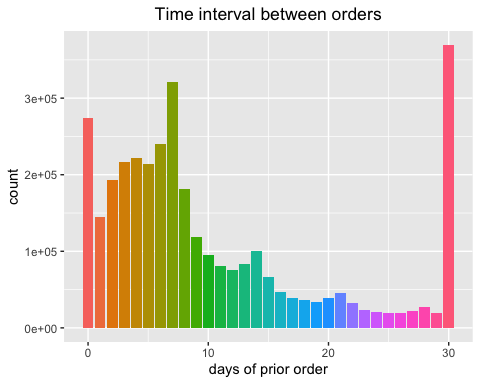 Time interval between orders
count
3e+05
2e+05
1e+05
0e+00
0
10
20
30
days of prior order